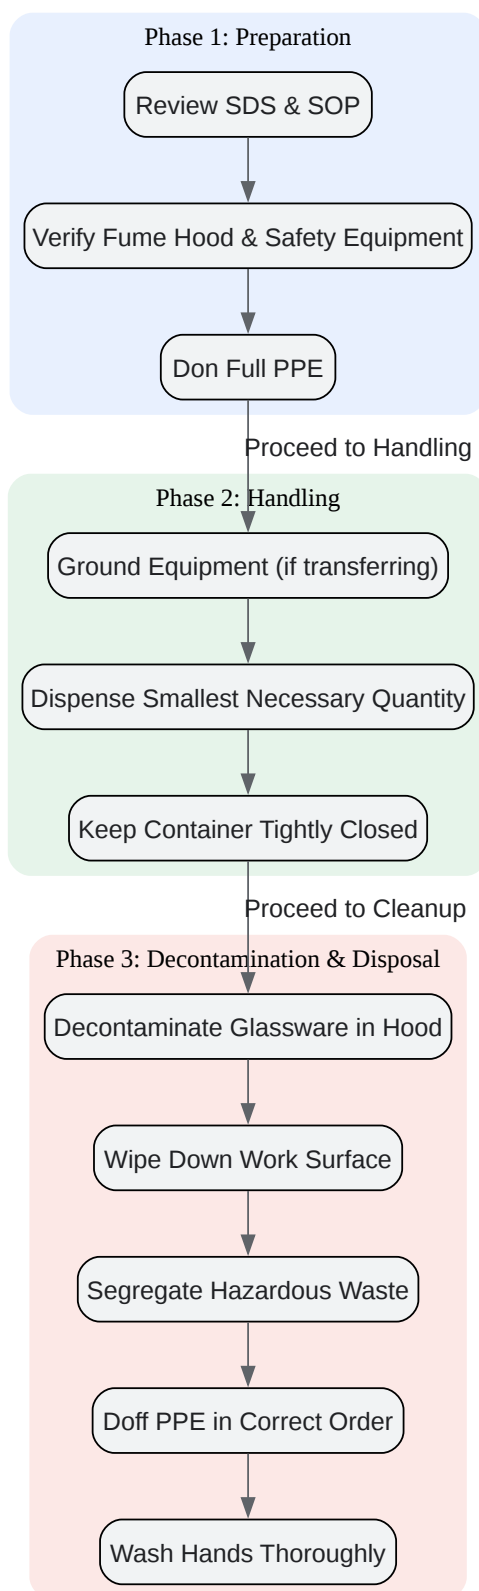 Phase 1: Preparation
Review SDS & SOP
Verify Fume Hood & Safety Equipment
Don Full PPE
Proceed to Handling
Phase 2: Handling
Ground Equipment (if transferring)
Dispense Smallest Necessary Quantity
Keep Container Tightly Closed
Proceed to Cleanup
Phase 3: Decontamination & Disposal
Decontaminate Glassware in Hood
Wipe Down Work Surface
Segregate Hazardous Waste
Doff PPE in Correct Order
Wash Hands Thoroughly